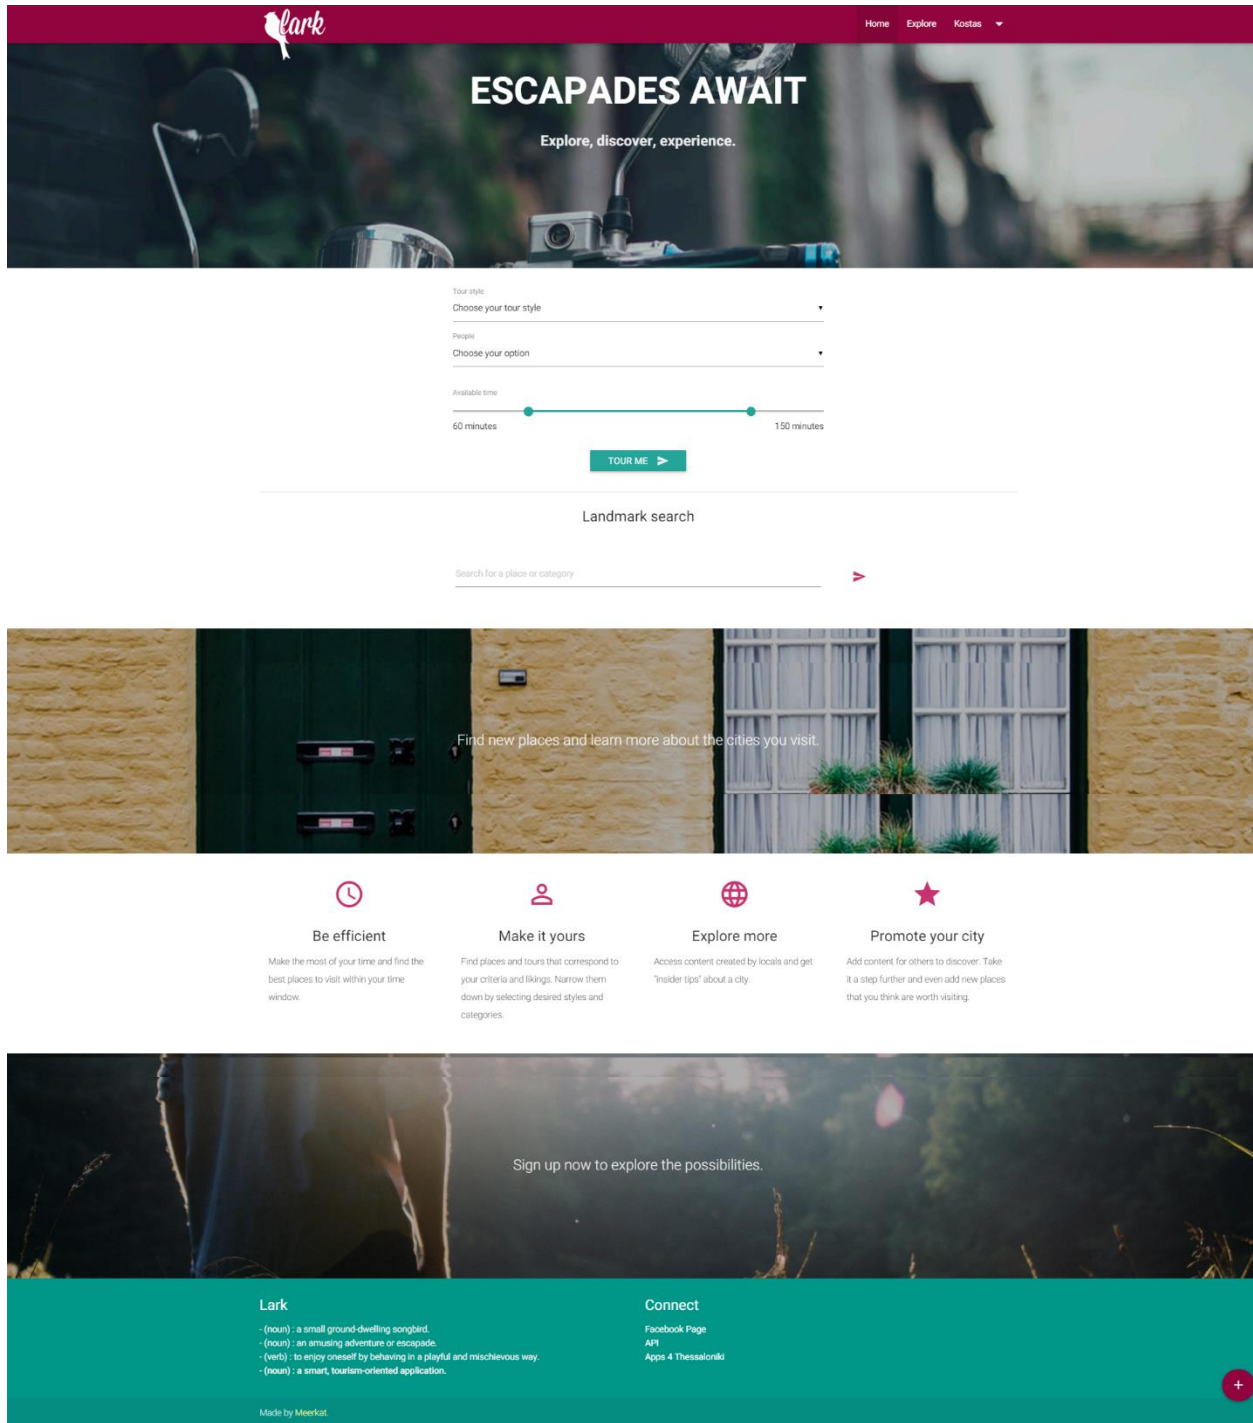 Lark
Home Explore Kostas
ESCAPADES AWAIT
Explore, discover, experience.
Tour style
Choose your tour style
People
Choose your option
Available time
60 minutes 150 minutes
TOUR ME
Landmark search
Search for a place or category
Find new places and learn more about the cities you visit.
Be efficient
Make the most of your time and find the
best places to visit within your time
window.
Make it yours
Find places and tours that correspond to
your criteria and likings. Narrow them
down by selecting desired styles and
categories.
Explore more
Access content created by locals and get
"insider tips" about a city.
Promote your city
Add content for others to discover. Take
it a step further and even add new places
that you think are worth visiting.
Sign up now to explore the possibilities.
Lark
- (noun) : a small ground-dwelling songbird.
- (noun) : an amusing adventure or escapade.
- (verb) : to enjoy oneself by behaving in a playful and mischievous way.
- (noun) : a smart, tourism-oriented application.
Connect
Facebook Page
API
Apps 4 Thessaloniki
+
Made by Meerkat.